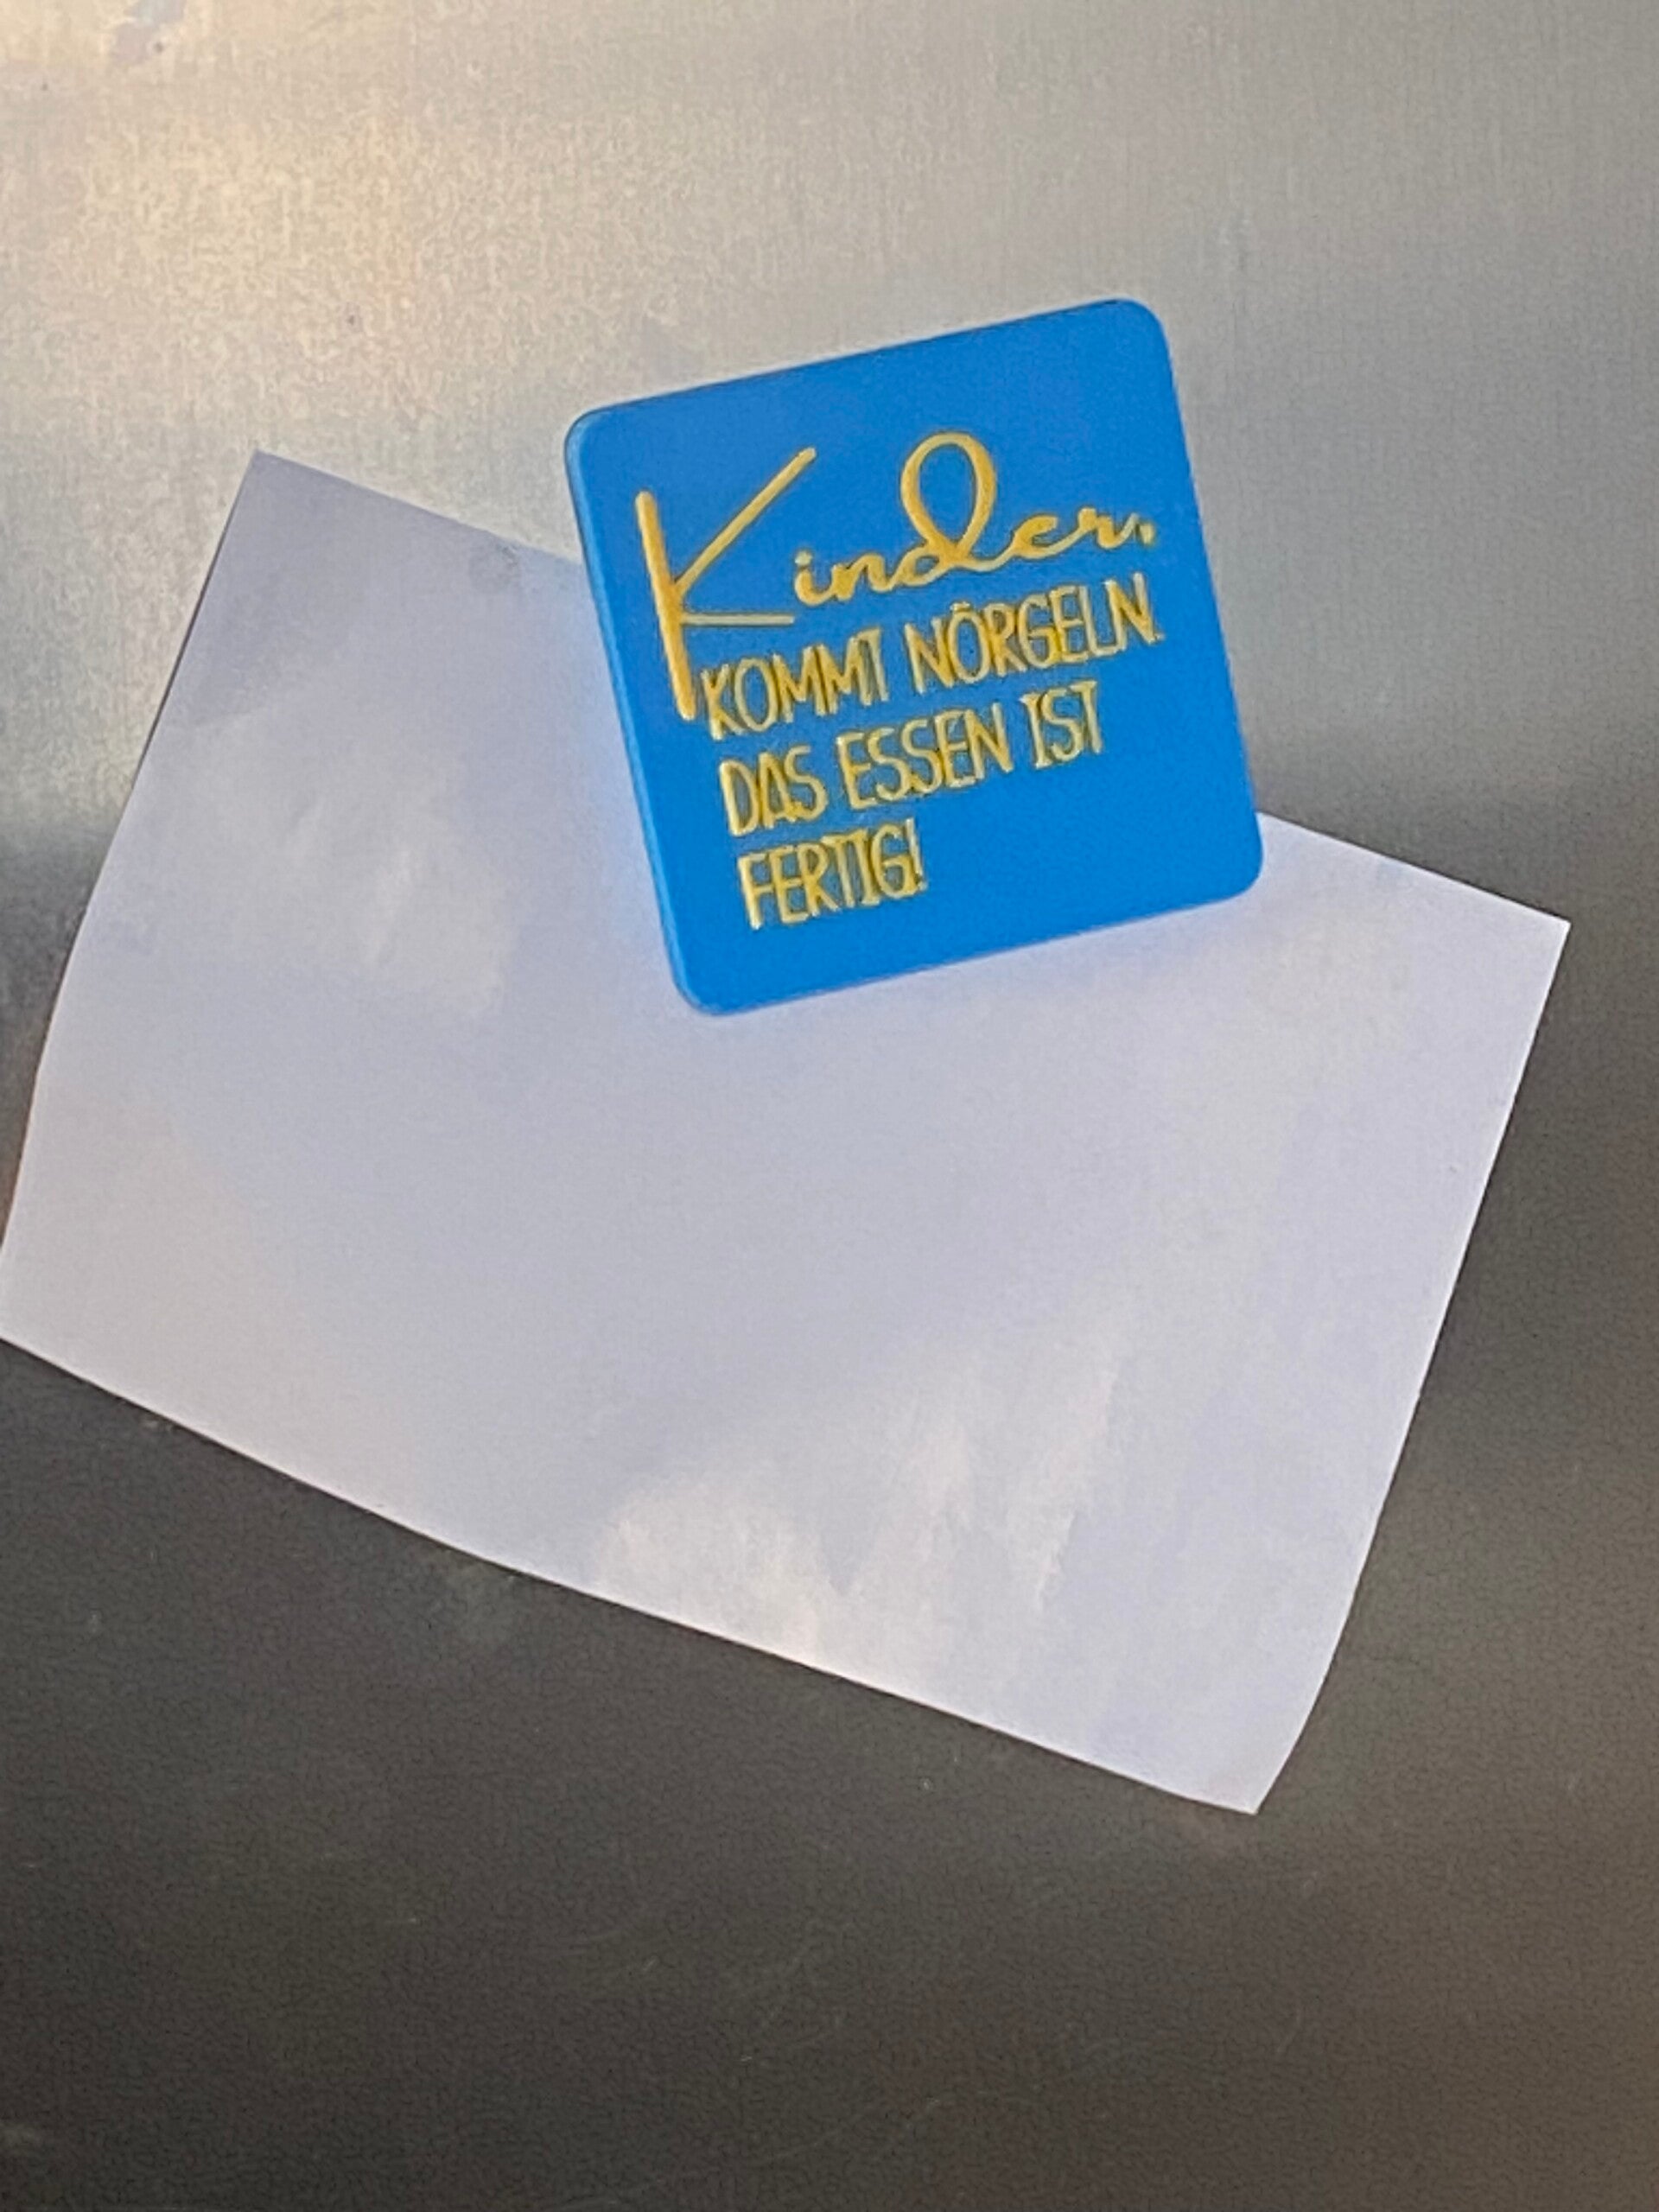 Kinder,
KOMMT NÖRGELN.
DAS ESSEN IST
FERTIG!